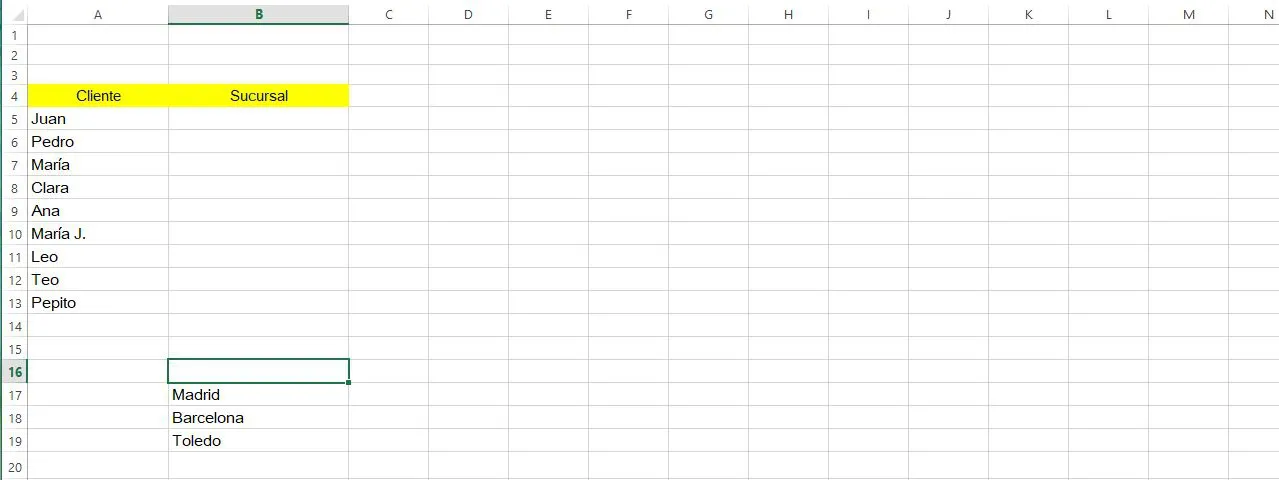 A B C D E F G H I J K L M N
1
2
3
4 Cliente Sucursal
5 Juan
6 Pedro
7 María
8 Clara
9 Ana
10 María J.
11 Leo
12 Teo
13 Pepito
14
15
16
17 Madrid
18 Barcelona
19 Toledo
20